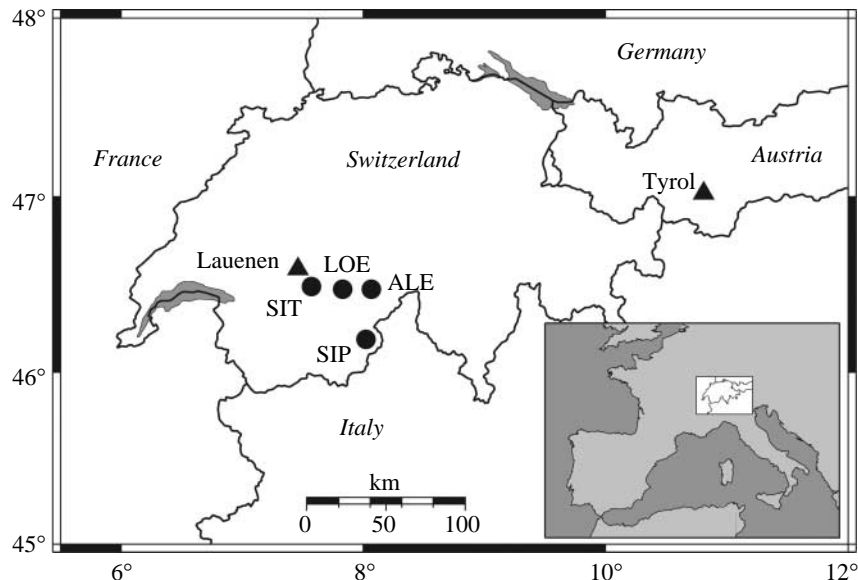 48°
Germany
France
Switzerland
Austria
Tyrol
47°
Lauenen
LOE
ALE
SIT
SIP
46°
Italy
km
0
50
100
45°
6°
8°
10°
12°